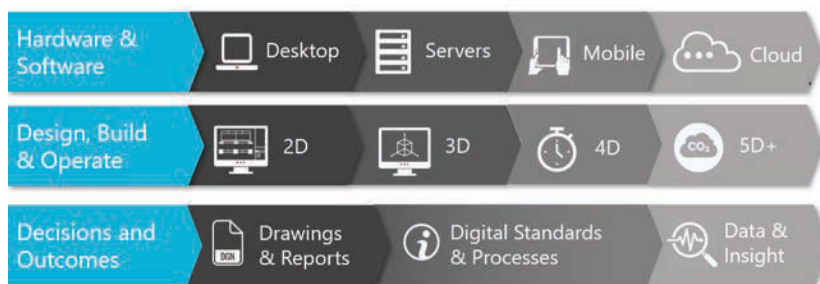 Hardware &
Software
Desktop
Servers
Mobile
Cloud
Design, Build
& Operate
2D
3D
4D
CO₂
5D+
Decisions and
Outcomes
DGN
Drawings
& Reports
Digital Standards
& Processes
Data &
Insight